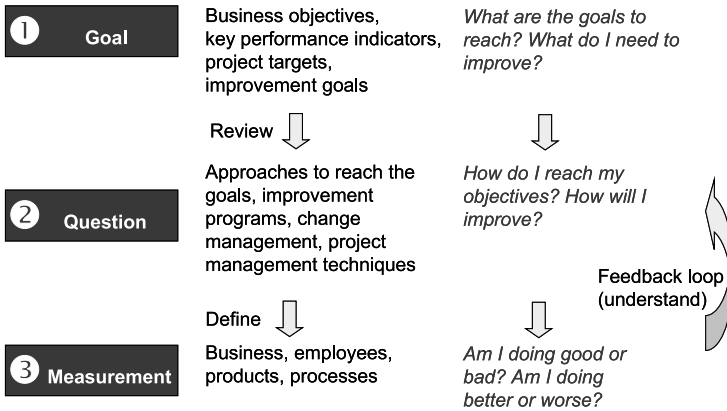 1 Goal
Business objectives,
key performance indicators,
project targets,
improvement goals
What are the goals to
reach? What do I need to
improve?
Review
2 Question
Approaches to reach the
goals, improvement
programs, change
management, project
management techniques
How do I reach my
objectives? How will I
improve?
Feedback loop
(understand)
Define
3 Measurement
Business, employees,
products, processes
Am I doing good or
bad? Am I doing
better or worse?